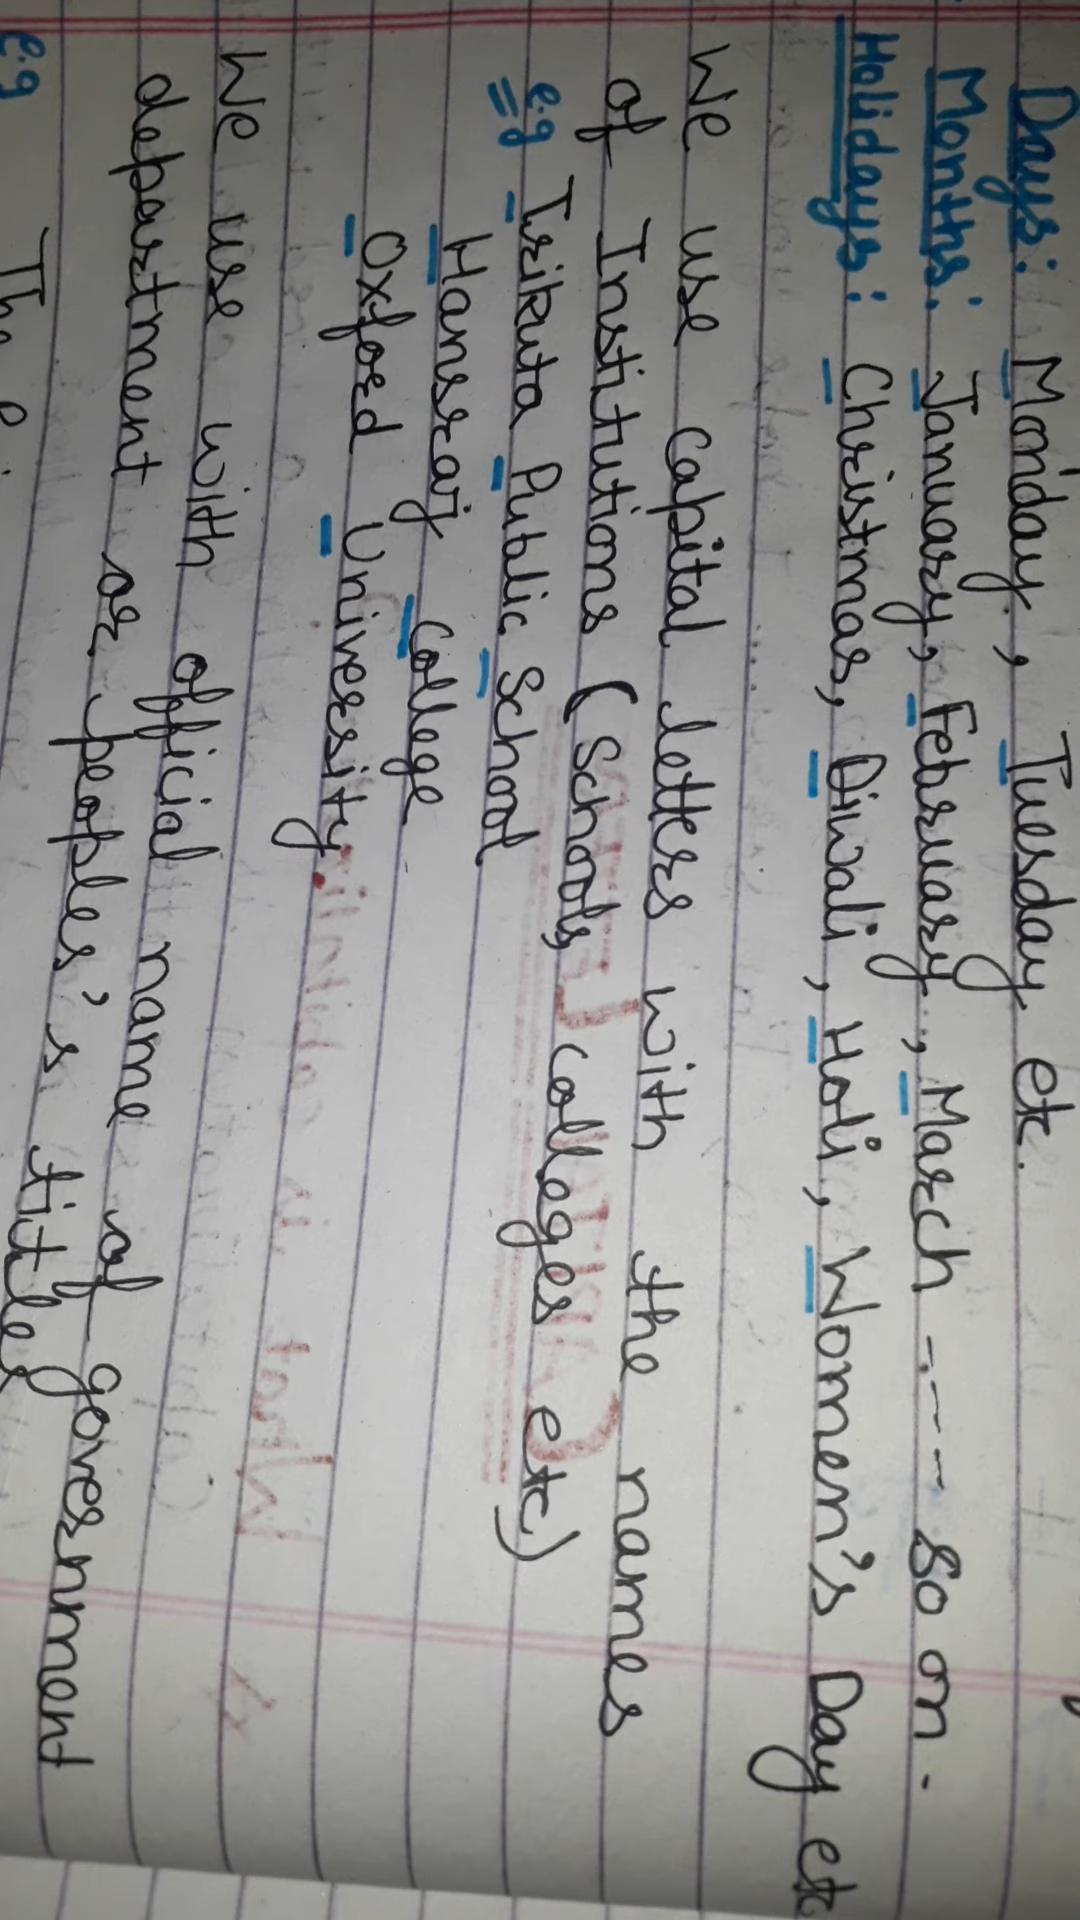 Days: Monday, Tuesday etc.
Months: January, February, March ---- so on.
Holidays: Christmas, Diwali, Holi, Women's Day etc
We use capital letters with the names
of Institutions (Schools, colleges etc)
e.g Trikuta Public School
Hansraj College
Oxford University.
We use with official name of government
department or peoples's titles
e.g The